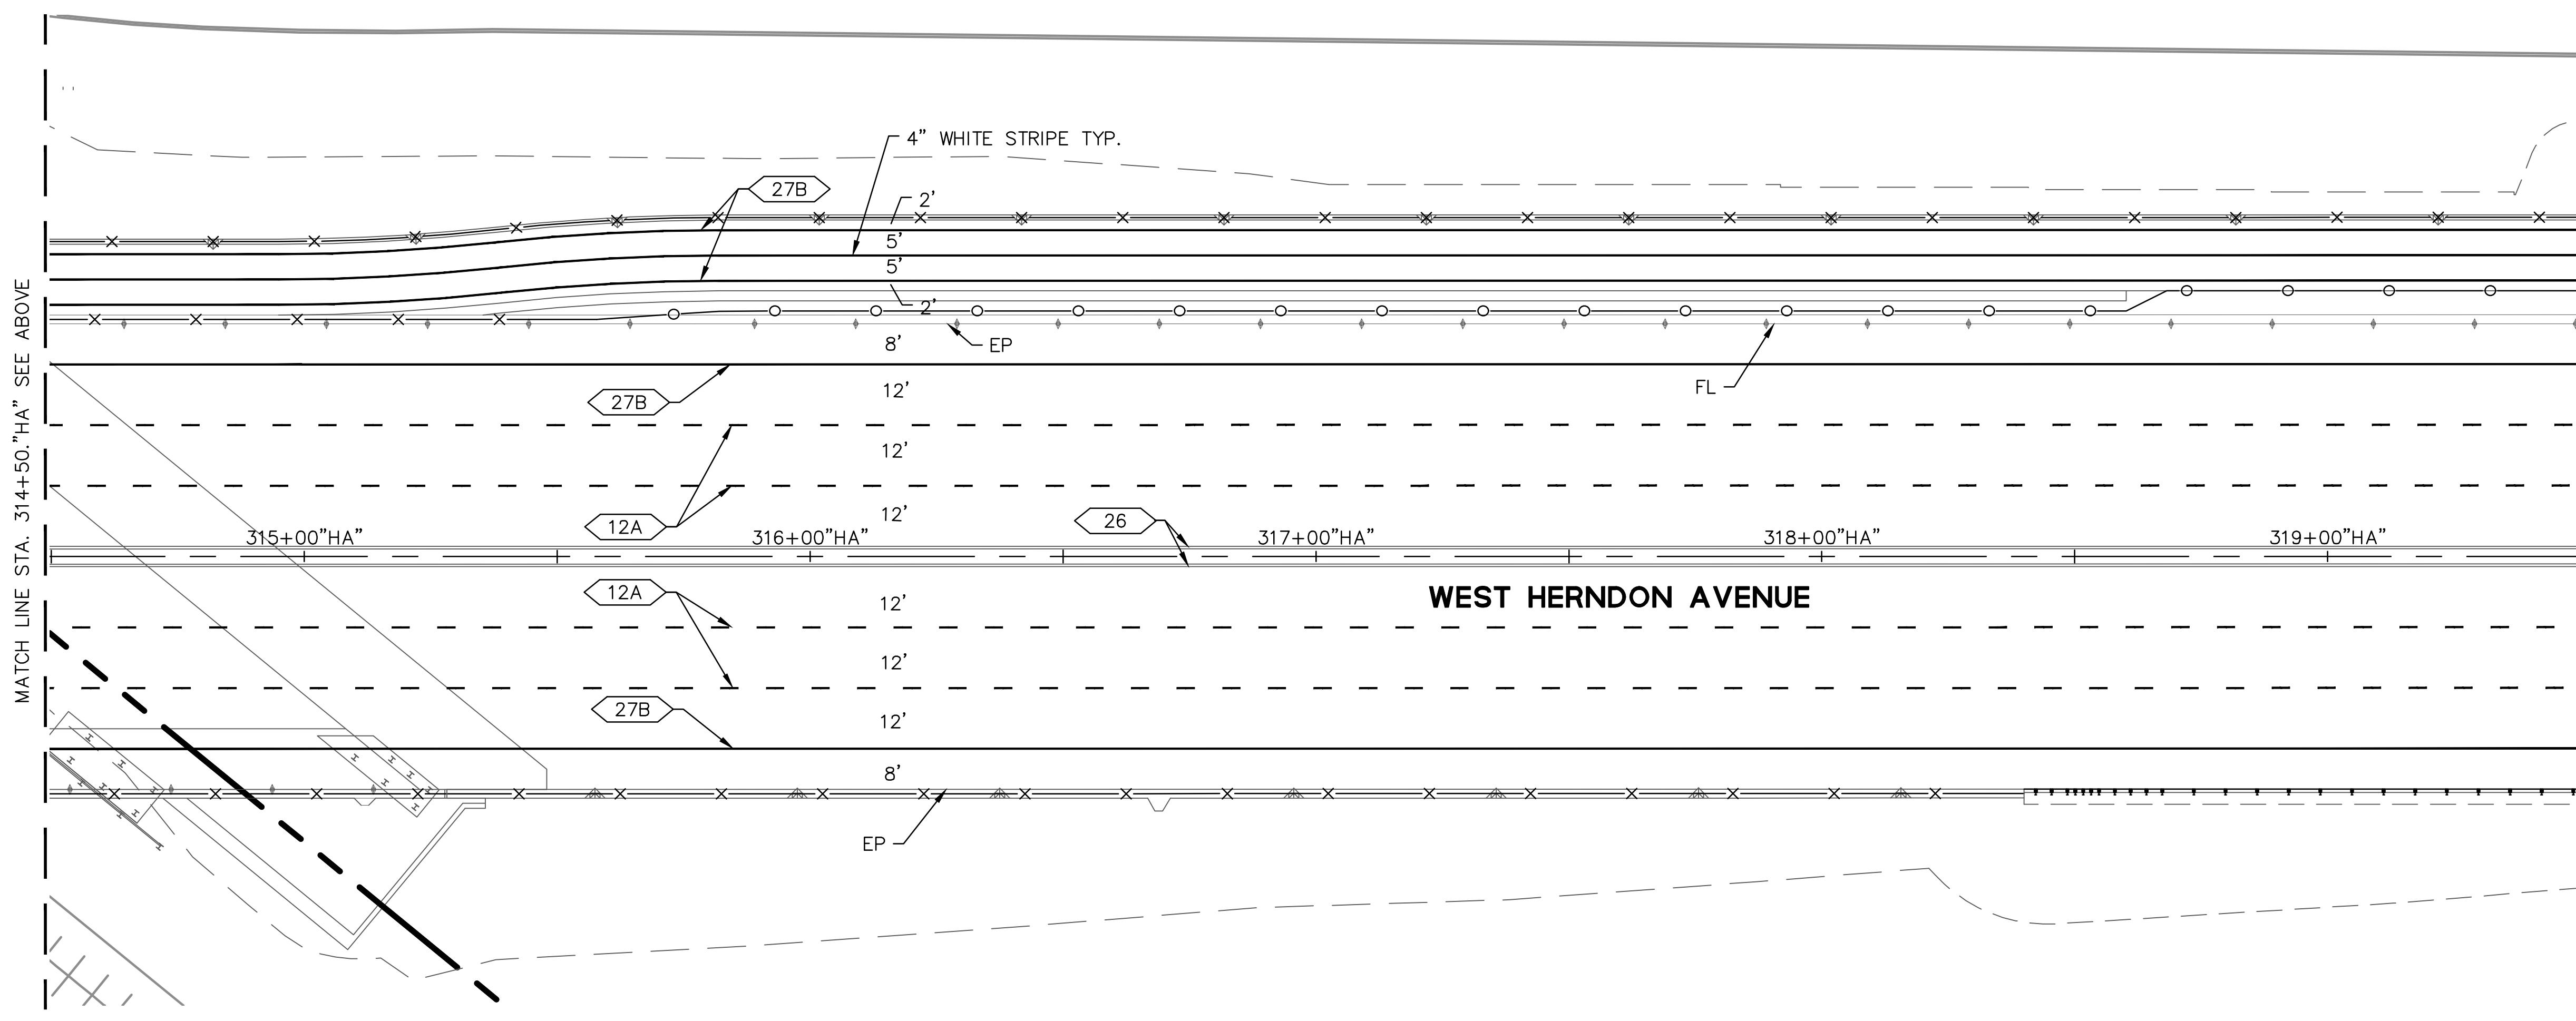 4” WHITE STRIPE TYP.
27B
2’
5’
5’
2’
EP
8’
FL
27B
12’
12’
12A
12’
26
315+00”HA”
316+00”HA”
317+00”HA”
318+00”HA”
319+00”HA”
12A
12’
WEST HERNDON AVENUE
12’
27B
12’
8’
EP
MATCH LINE STA. 314+50.”HA” SEE ABOVE